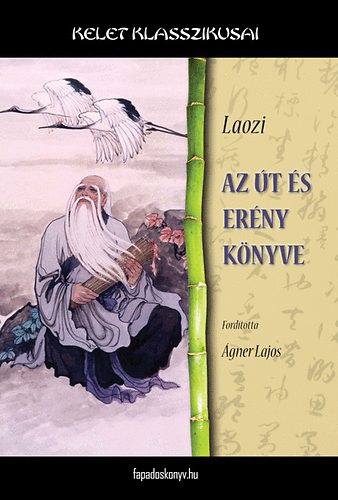 KELET KLASSZIKUSAI
Laozi
AZ ÚT ÉS
ERÉNY
KÖNYVE
Fordította
Ágner Lajos
fapadoskonyv.hu